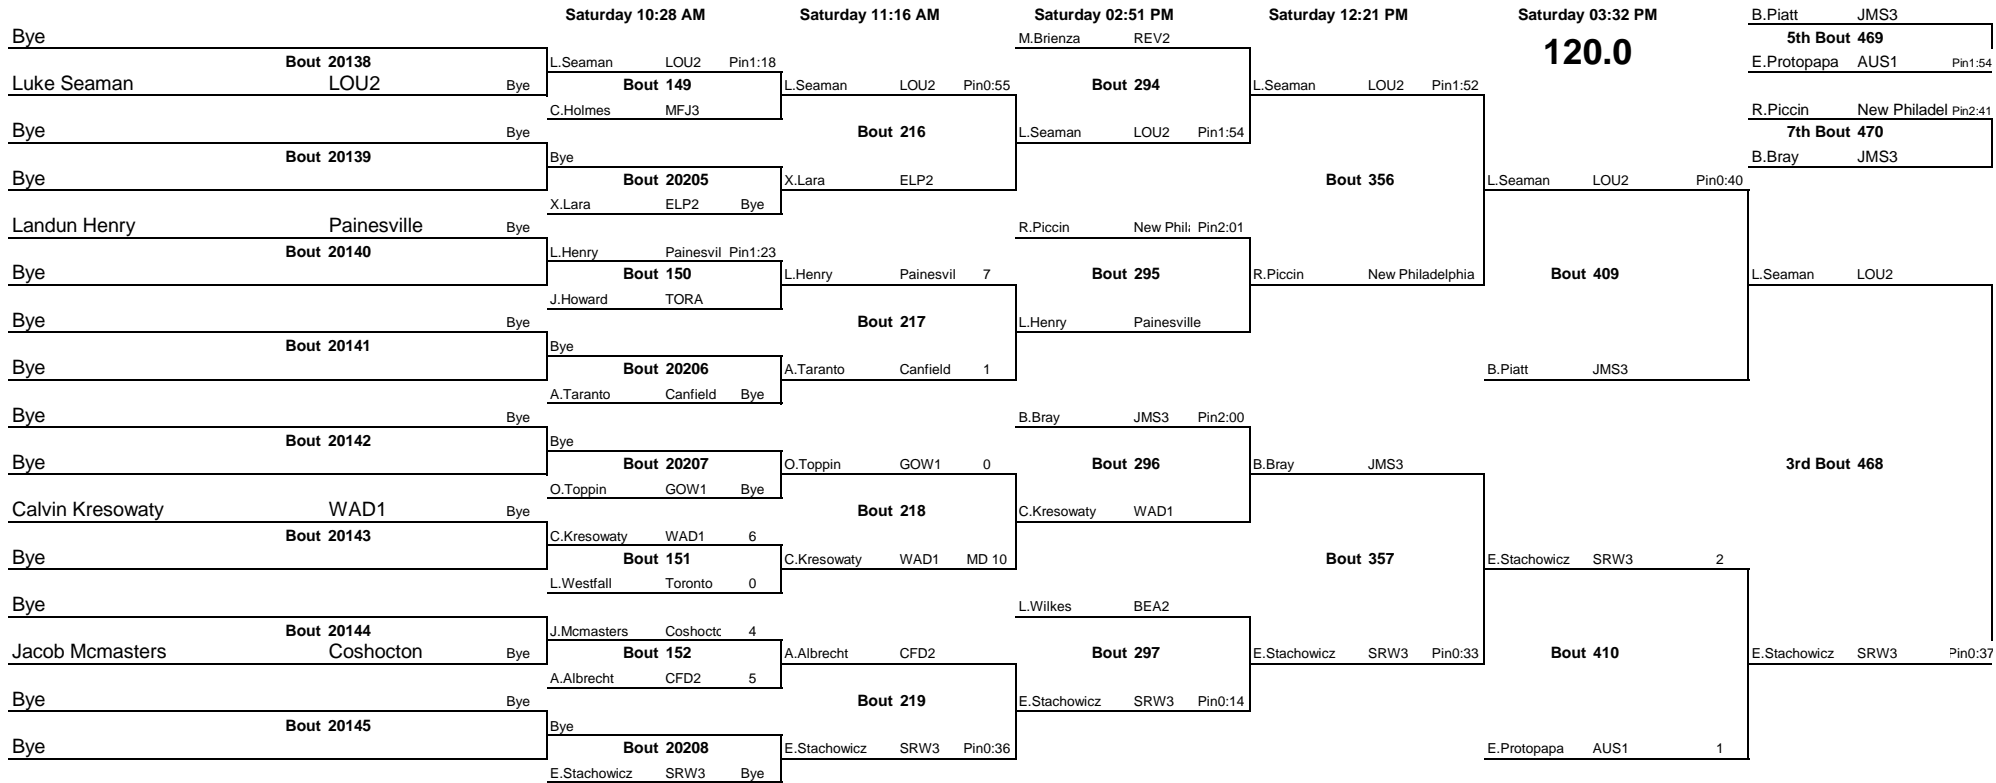 Saturday 10:28 AM Saturday 11:16 AM Saturday 02:51 PM Saturday 12:21 PM Saturday 03:32 PM B.Piatt JMS3
Bye M.Brienza REV2 120.0 5th Bout 469
Bout 20138 L.Seaman LOU2 Pin1:18 E.Protopapa AUS1 Pin1:54
Luke Seaman LOU2 Bye Bout 149 L.Seaman LOU2 Pin0:55 Bout 294 L.Seaman LOU2 Pin1:52
C.Holmes MFJ3 R.Piccin New Philadel Pin2:41
Bye Bye Bout 216 L.Seaman LOU2 Pin1:54 7th Bout 470
Bout 20139 Bye B.Bray JMS3
Bye Bout 20205 X.Lara ELP2 Bout 356 L.Seaman LOU2 Pin0:40
X.Lara ELP2 Bye
Landun Henry Painesville Bye R.Piccin New Phil Pin2:01
Bout 20140 L.Henry Painesvil Pin1:23
Bye Bout 150 L.Henry Painesvil 7 Bout 295 R.Piccin New Philadelphia Bout 409 L.Seaman LOU2
J.Howard TORA
Bye Bye Bout 217 L.Henry Painesville
Bout 20141 Bye
Bye Bout 20206 A.Taranto Canfield 1 B.Piatt JMS3
A.Taranto Canfield Bye
Bye Bye B.Bray JMS3 Pin2:00
Bout 20142 Bye
Bye Bout 20207 O.Toppin GOW1 0 Bout 296 B.Bray JMS3 3rd Bout 468
O.Toppin GOW1 Bye
Calvin Kresowaty WAD1 Bye Bout 218 C.Kresowaty WAD1
Bout 20143 C.Kresowaty WAD1 6
Bye Bout 151 C.Kresowaty WAD1 MD 10 Bout 357 E.Stachowicz SRW3 2
L.Westfall Toronto 0
Bye L.Wilkes BEA2
Bout 20144 J.Mcmasters Coshoctc 4
Jacob Mcmasters Coshocton Bye Bout 152 A.Albrecht CFD2 Bout 297 E.Stachowicz SRW3 Pin0:33 Bout 410 E.Stachowicz SRW3 Pin0:37
A.Albrecht CFD2 5
Bye Bye Bout 219 E.Stachowicz SRW3 Pin0:14
Bout 20145 Bye
Bye Bout 20208 E.Stachowicz SRW3 Pin0:36 E.Protopapa AUS1 1
E.Stachowicz SRW3 Bye